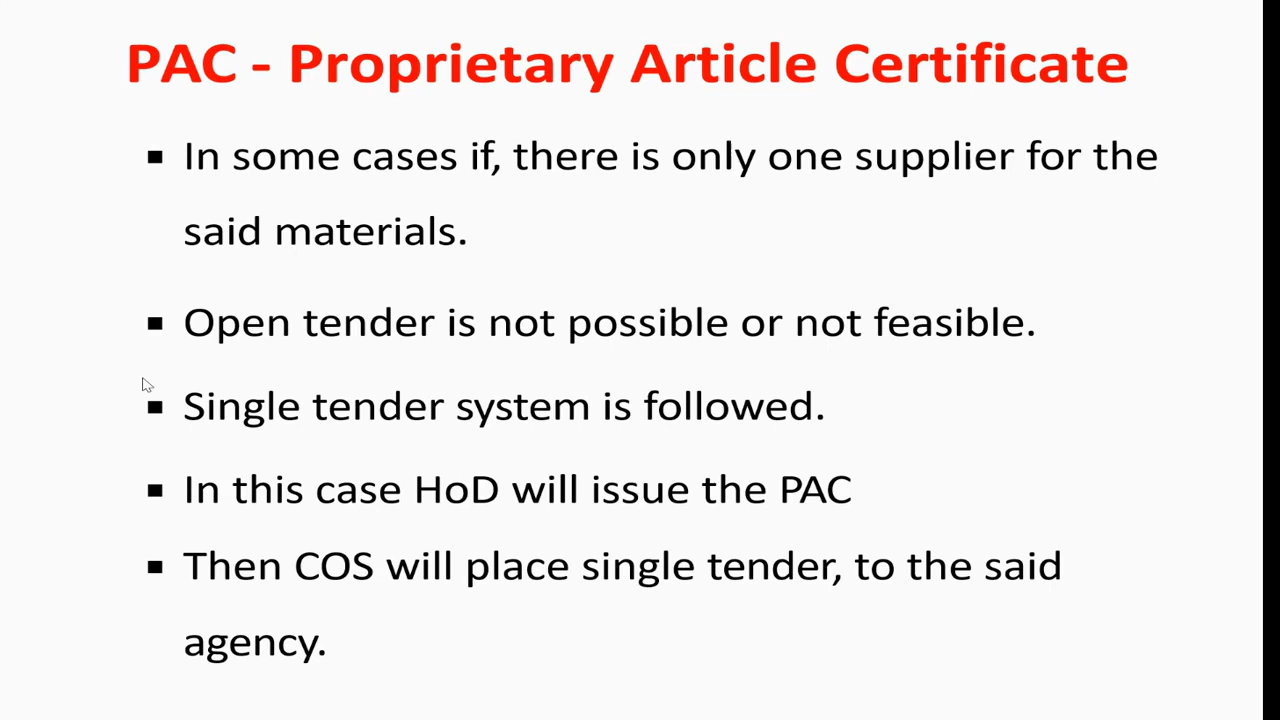 PAC - Proprietary Article Certificate
▪ In some cases if, there is only one supplier for the
said materials.
▪ Open tender is not possible or not feasible.
▪ Single tender system is followed.
▪ In this case HoD will issue the PAC
▪ Then COS will place single tender, to the said
agency.